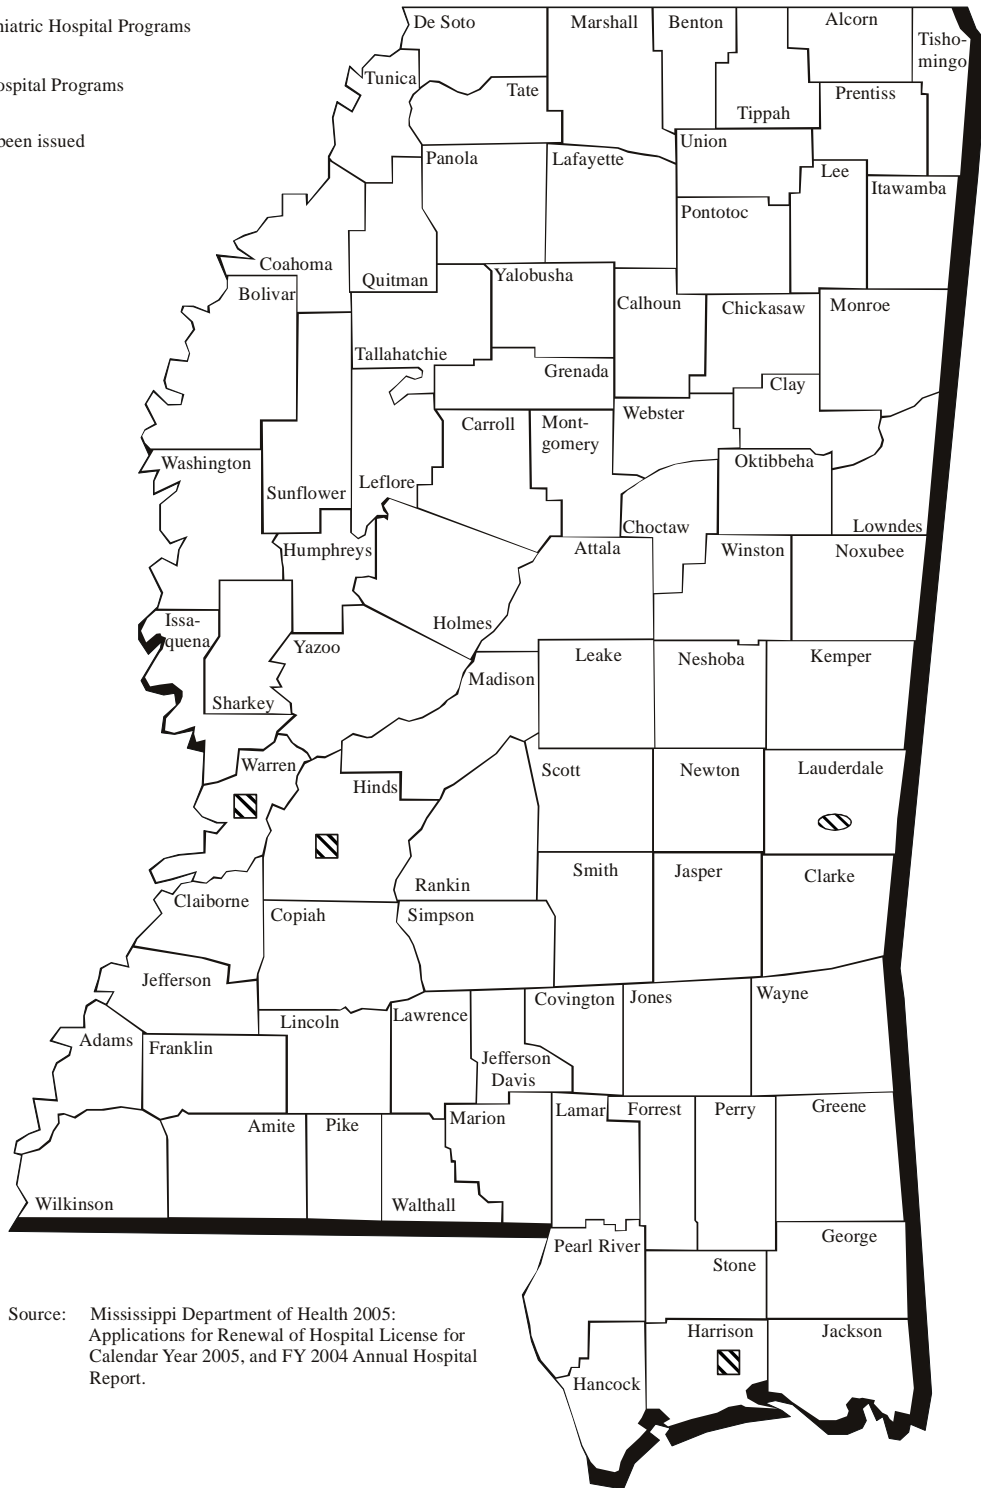 niatric Hospital Programs
ospital Programs
been issued
De Soto
Marshall
Benton
Alcorn
Tisho-
mingo
Tunica
Tate
Tippah
Prentiss
Union
Panola
Lafayette
Lee
Itawamba
Pontotoc
Coahoma
Quitman
Yalobusha
Bolivar
Calhoun
Chickasaw
Monroe
Tallahatchie
Grenada
Clay
Webster
Carroll
Mont-
gomery
Washington
Oktibbeha
Leflore
Sunflower
Choctaw
Lowndes
Humphreys
Attala
Winston
Noxubee
Issa-
quena
Holmes
Yazoo
Leake
Neshoba
Kemper
Madison
Sharkey
Warren
Hinds
Scott
Newton
Lauderdale
Rankin
Smith
Jasper
Clarke
Claiborne
Copiah
Simpson
Jefferson
Covington
Jones
Wayne
Lincoln
Lawrence
Adams
Franklin
Jefferson
Davis
Amite
Pike
Marion
Lamar
Forrest
Perry
Greene
Wilkinson
Walthall
Pearl River
George
Stone
Harrison
Jackson
Hancock
Source: Mississippi Department of Health 2005:
Applications for Renewal of Hospital License for
Calendar Year 2005, and FY 2004 Annual Hospital
Report.